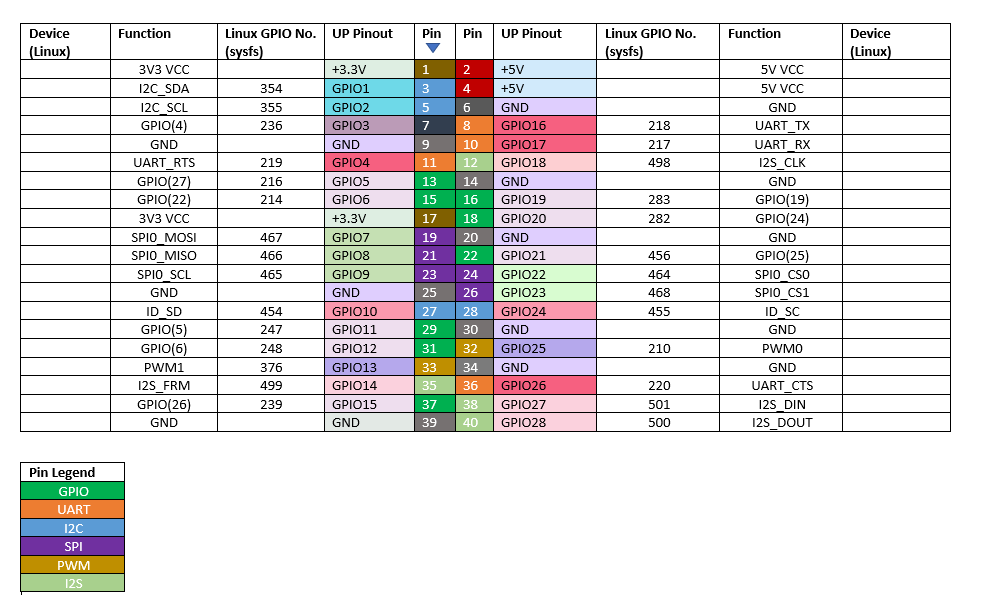 Device (Linux) Function Linux GPIO No. (sysfs) UP Pinout Pin Pin UP Pinout Linux GPIO No. (sysfs) Function Device (Linux)
3V3 VCC +3.3V 1 2 +5V 5V VCC
I2C_SDA 354 GPIO1 3 4 +5V 5V VCC
I2C_SCL 355 GPIO2 5 6 GND GND
GPIO(4) 236 GPIO3 7 8 GPIO16 218 UART_TX
GND GND 9 10 GPIO17 217 UART_RX
UART_RTS 219 GPIO4 11 12 GPIO18 498 I2S_CLK
GPIO(27) 216 GPIO5 13 14 GND GND
GPIO(22) 214 GPIO6 15 16 GPIO19 283 GPIO(19)
3V3 VCC +3.3V 17 18 GPIO20 282 GPIO(24)
SPI0_MOSI 467 GPIO7 19 20 GND GND
SPI0_MISO 466 GPIO8 21 22 GPIO21 456 GPIO(25)
SPI0_SCL 465 GPIO9 23 24 GPIO22 464 SPI0_CS0
GND GND 25 26 GPIO23 468 SPI0_CS1
ID_SD 454 GPIO10 27 28 GPIO24 455 ID_SC
GPIO(5) 247 GPIO11 29 30 GND GND
GPIO(6) 248 GPIO12 31 32 GPIO25 210 PWM0
PWM1 376 GPIO13 33 34 GND GND
I2S_FRM 499 GPIO14 35 36 GPIO26 220 UART_CTS
GPIO(26) 239 GPIO15 37 38 GPIO27 501 I2S_DIN
GND GND 39 40 GPIO28 500 I2S_DOUT
Pin Legend
GPIO
UART
I2C
SPI
PWM
I2S